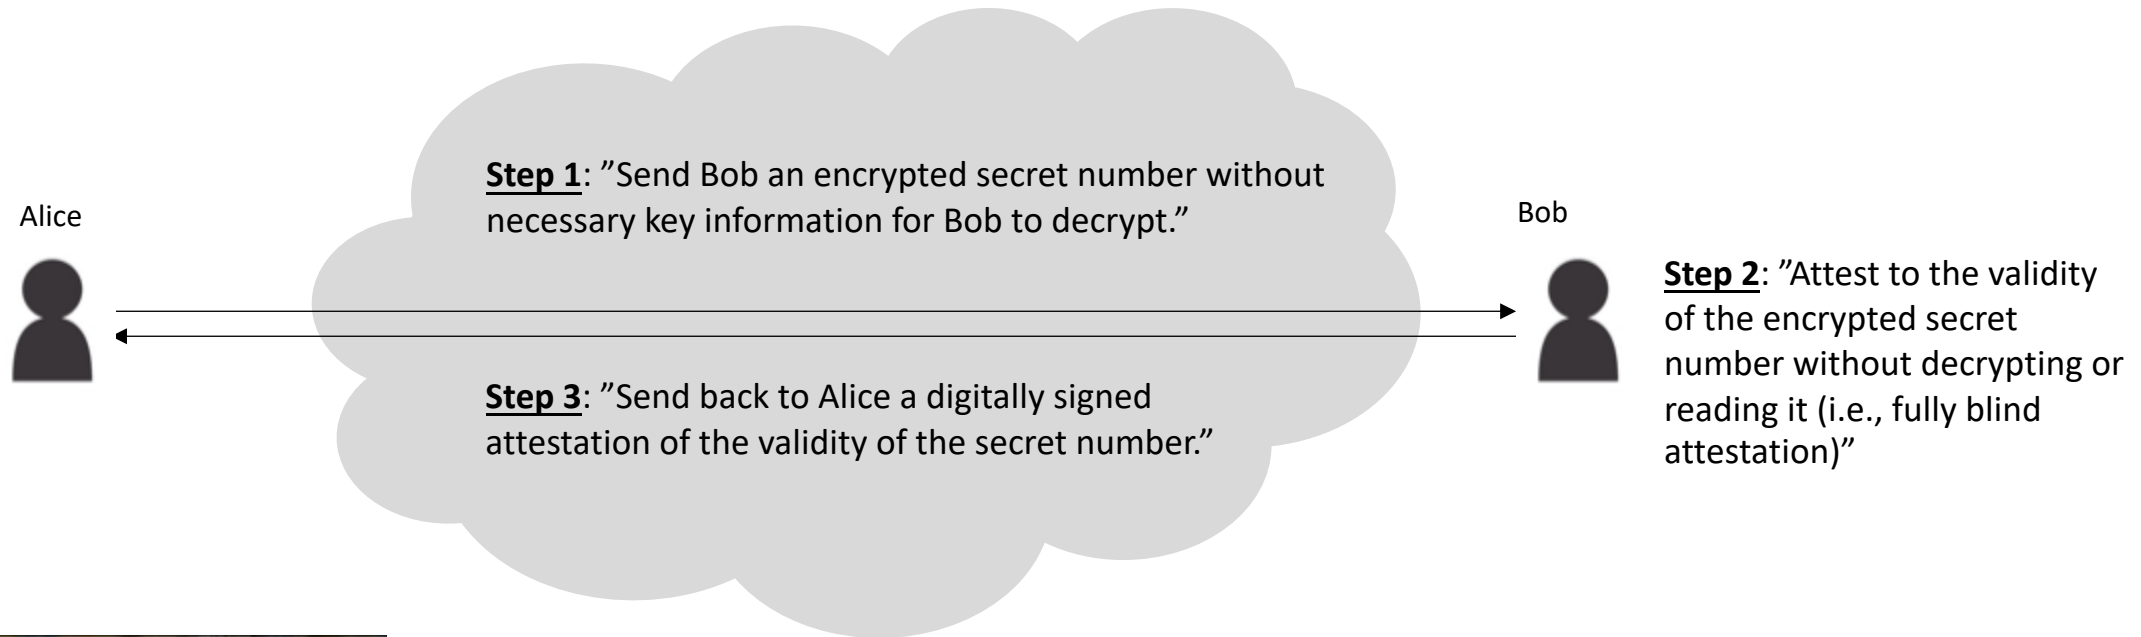 Step 1: ”Send Bob an encrypted secret number without
necessary key information for Bob to decrypt.”
Alice
Bob
Step 2: ”Attest to the validity
of the encrypted secret
number without decrypting or
reading it (i.e., fully blind
attestation)”
Step 3: ”Send back to Alice a digitally signed
attestation of the validity of the secret number.”